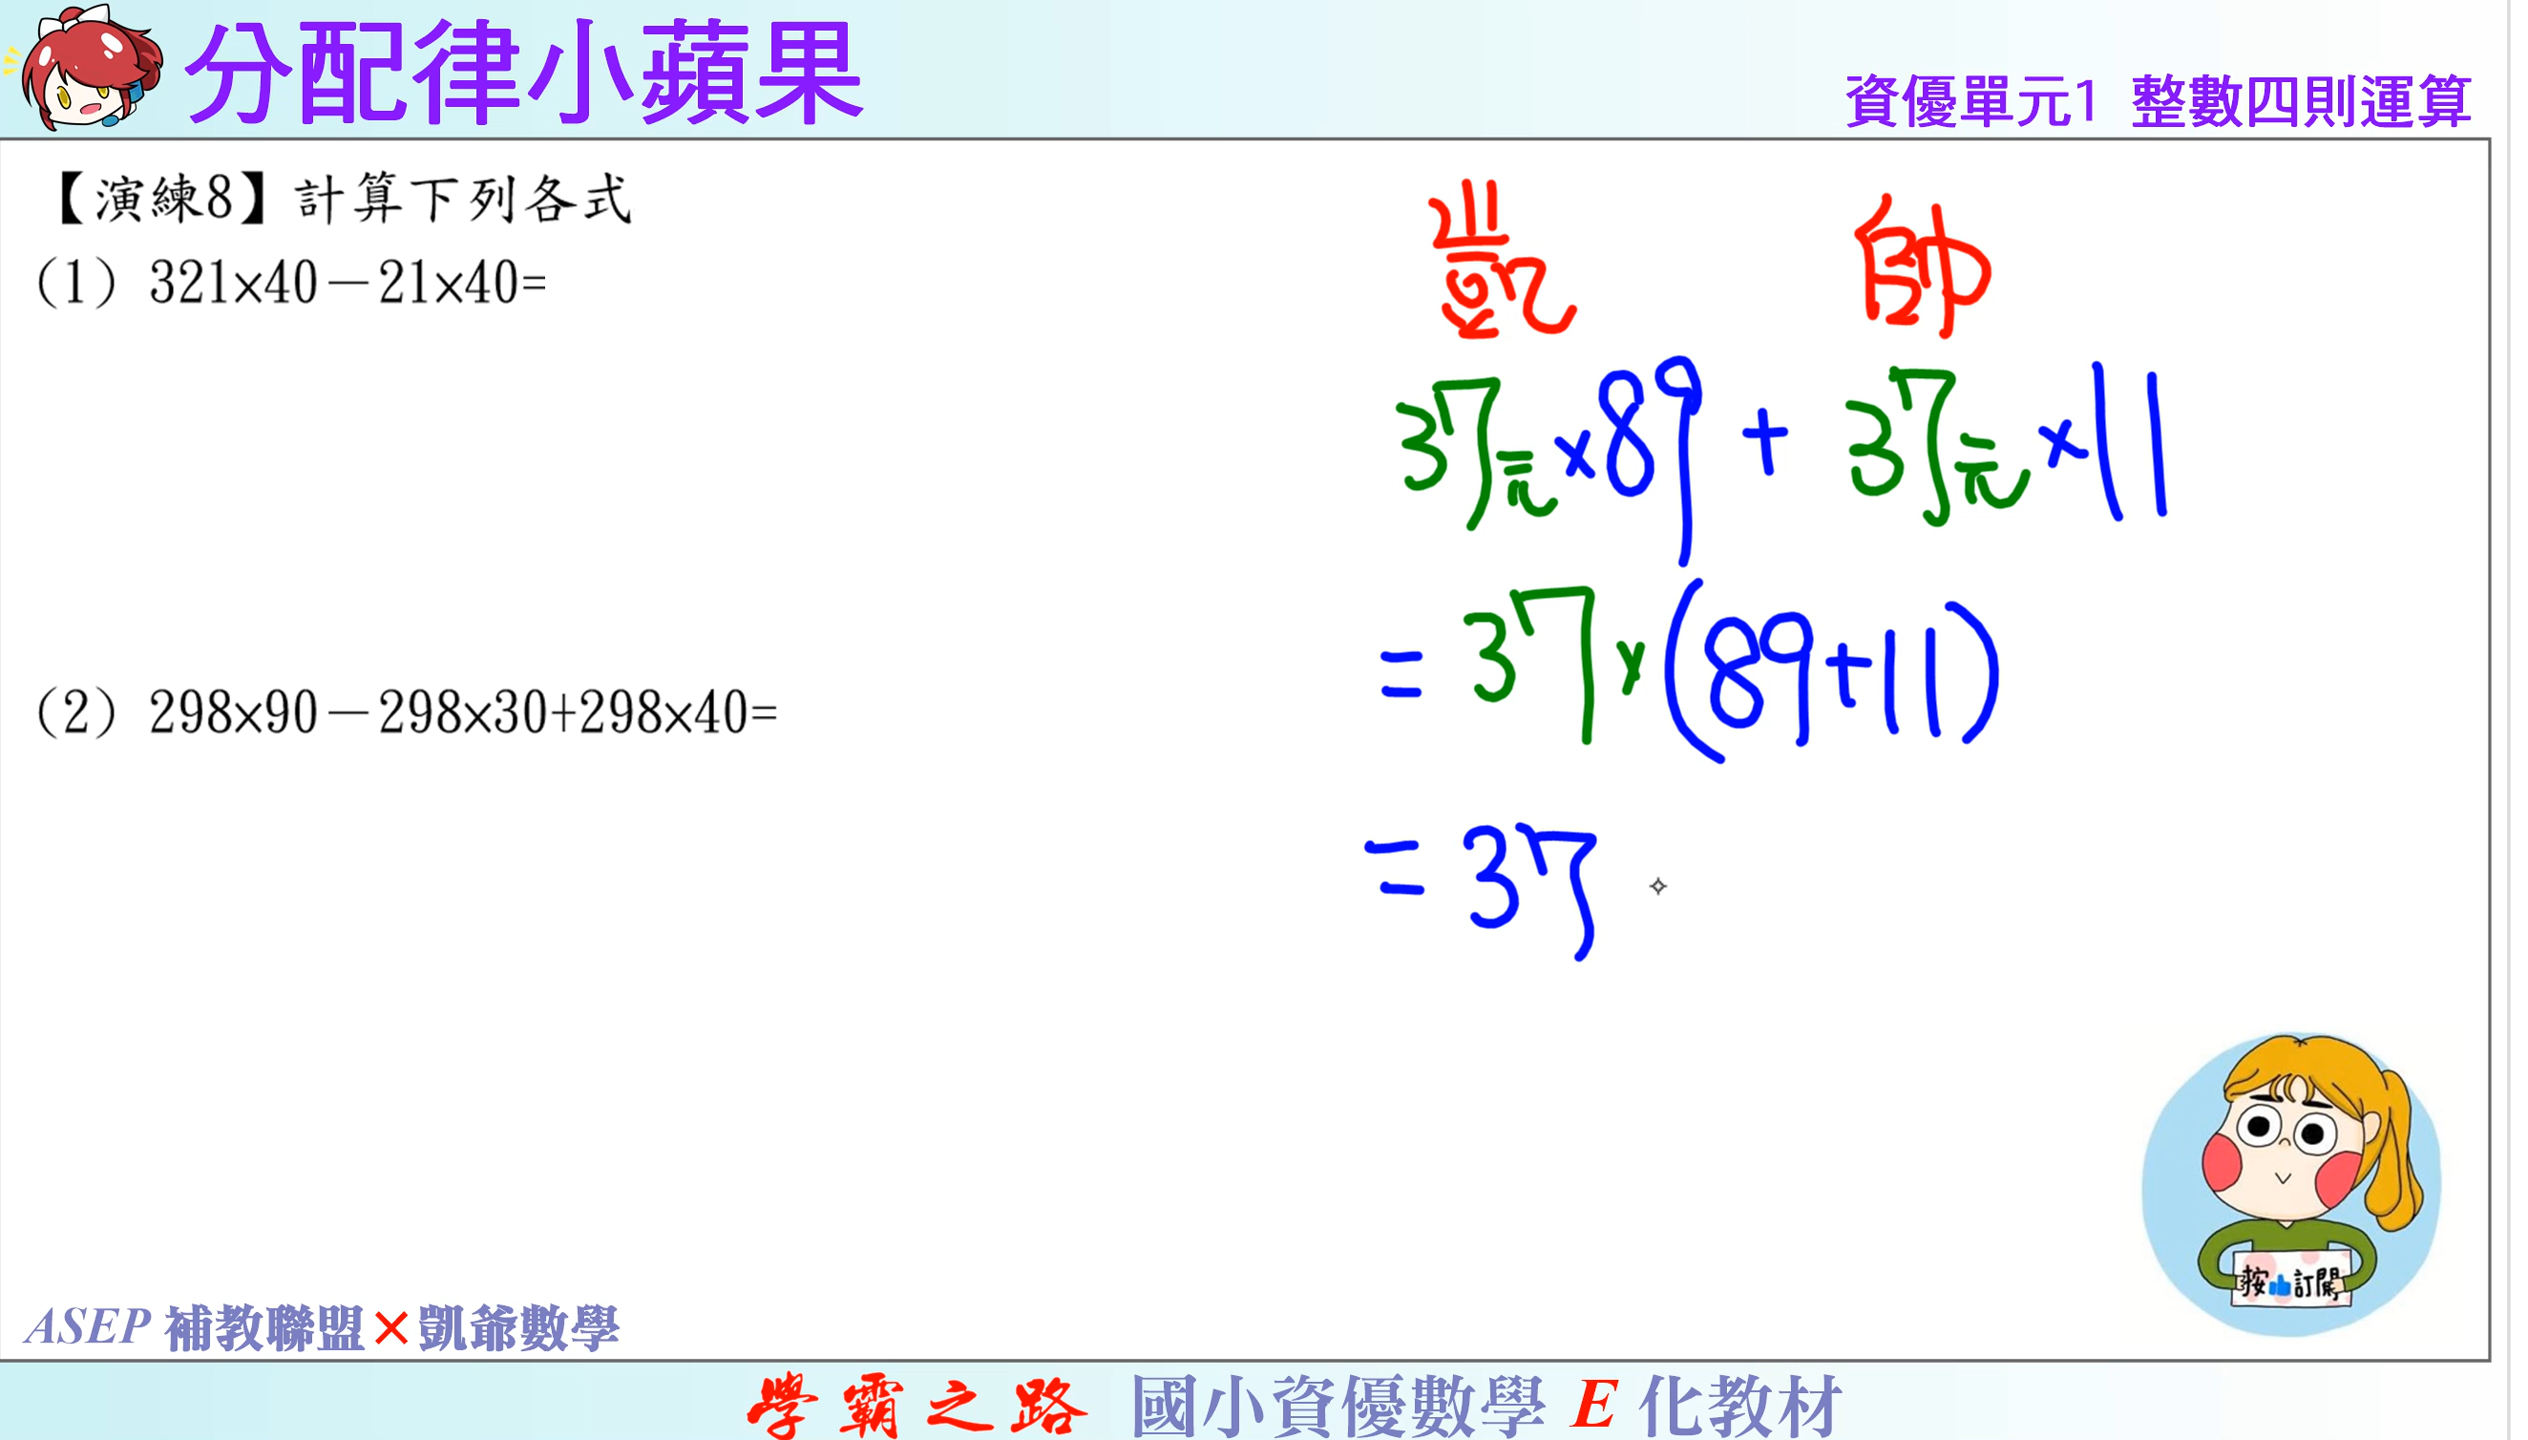 分配律小蘋果
資優單元1 整數四則運算
【演練8】計算下列各式
(1) 321×40－21×40=
(2) 298×90－298×30+298×40=
凱 帥
37元×89 + 37元×11
= 37×(89+11)
= 37
按 訂閱
ASEP 補教聯盟×凱爺數學
學霸之路 國小資優數學 E 化教材